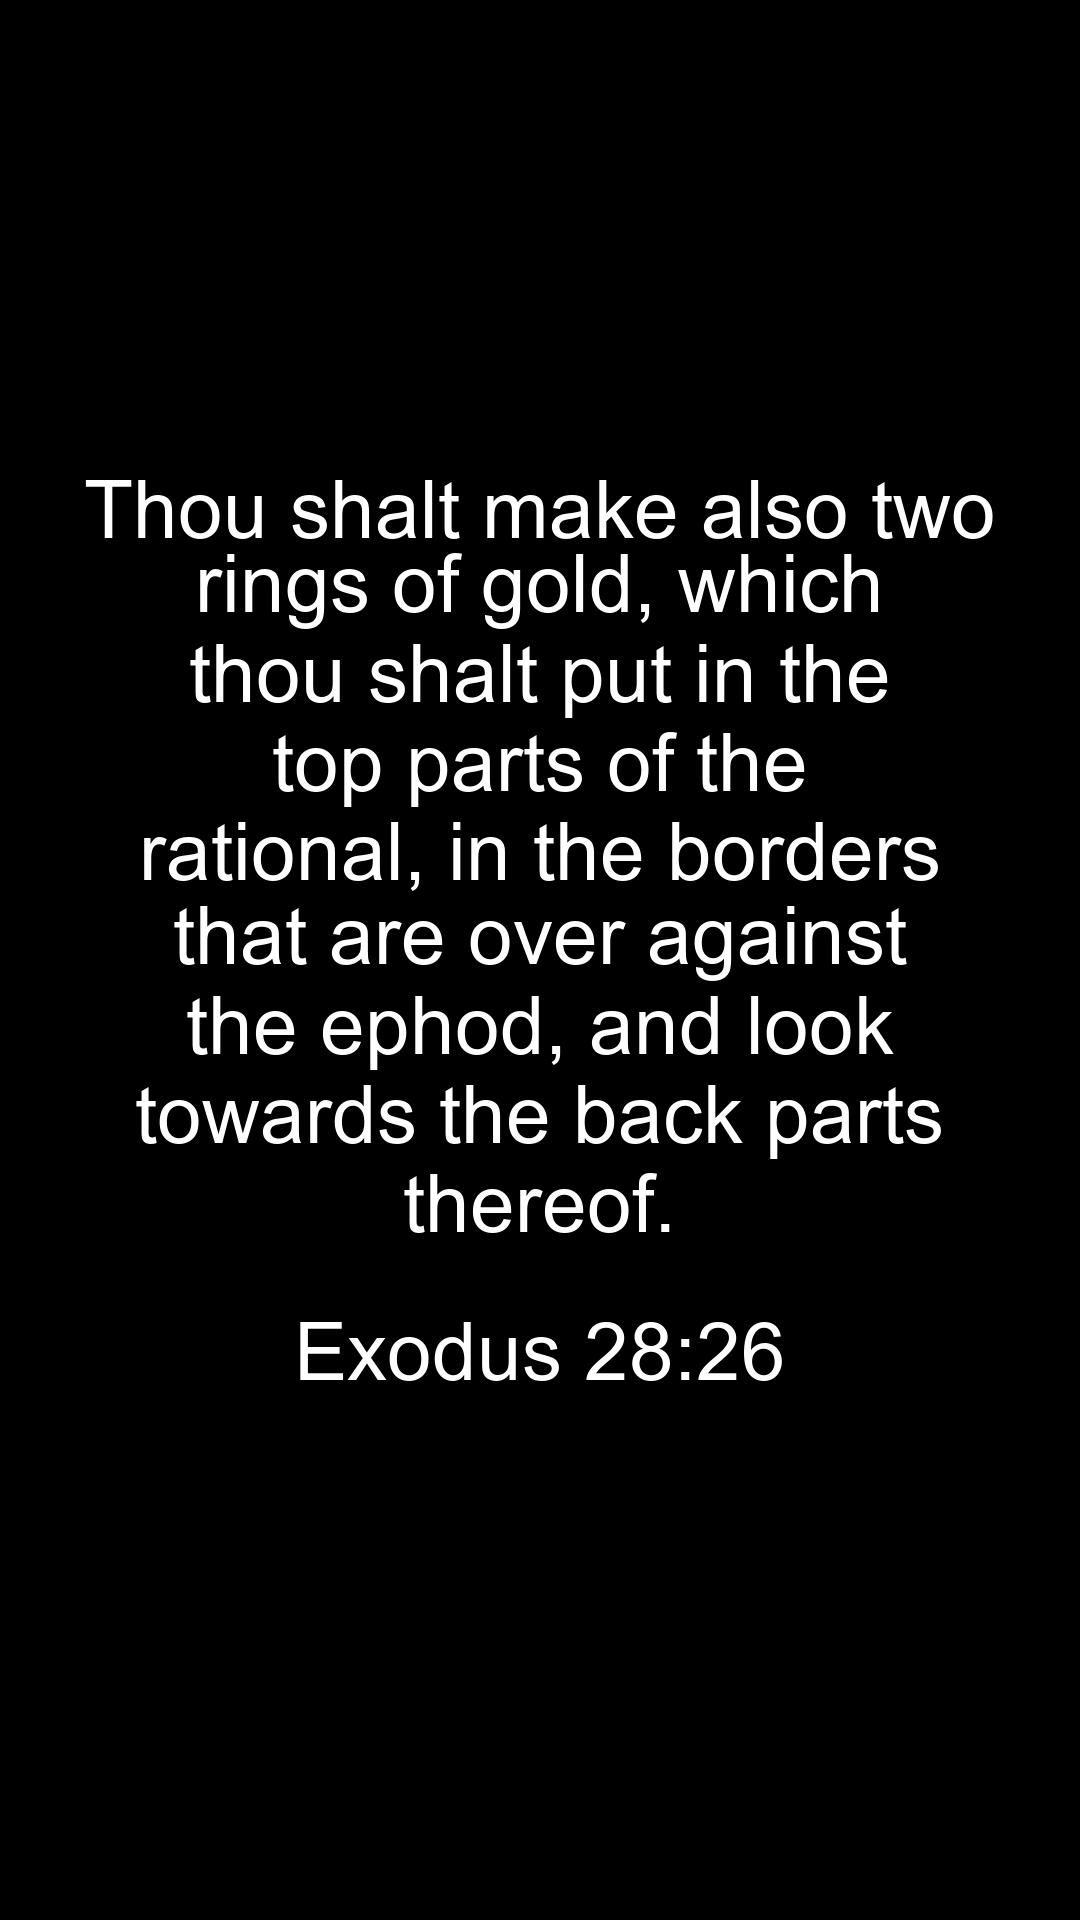 Thou shalt make also two
rings of gold, which
thou shalt put in the
top parts of the
rational, in the borders
that are over against
the ephod, and look
towards the back parts
thereof.
Exodus 28:26